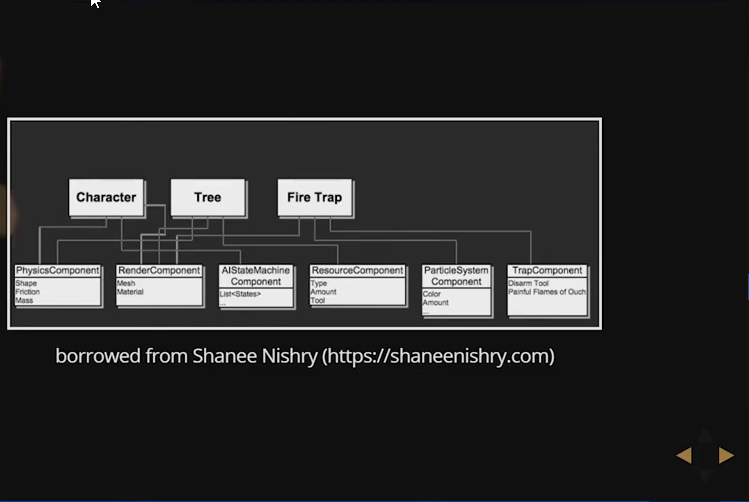 Character
Tree
Fire Trap
PhysicsComponent
Shape
Friction
Mass
RenderComponent
Mesh
Material
AIStateMachine
Component
List<States>
...
ResourceComponent
Type
Amount
Tool
ParticleSystem
Component
Color
Amount
...
TrapComponent
Disarm Tool
Painful Flames of Ouch
borrowed from Shanee Nishry (https://shaneenishry.com)